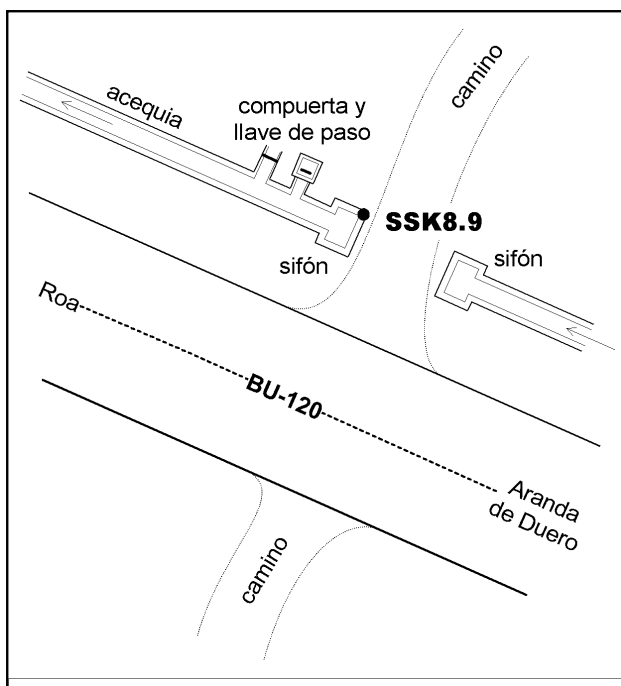 camino
acequia
compuerta y
llave de paso
SSK8.9
sifón
sifón
Roa
BU-120
Aranda
de Duero
camino